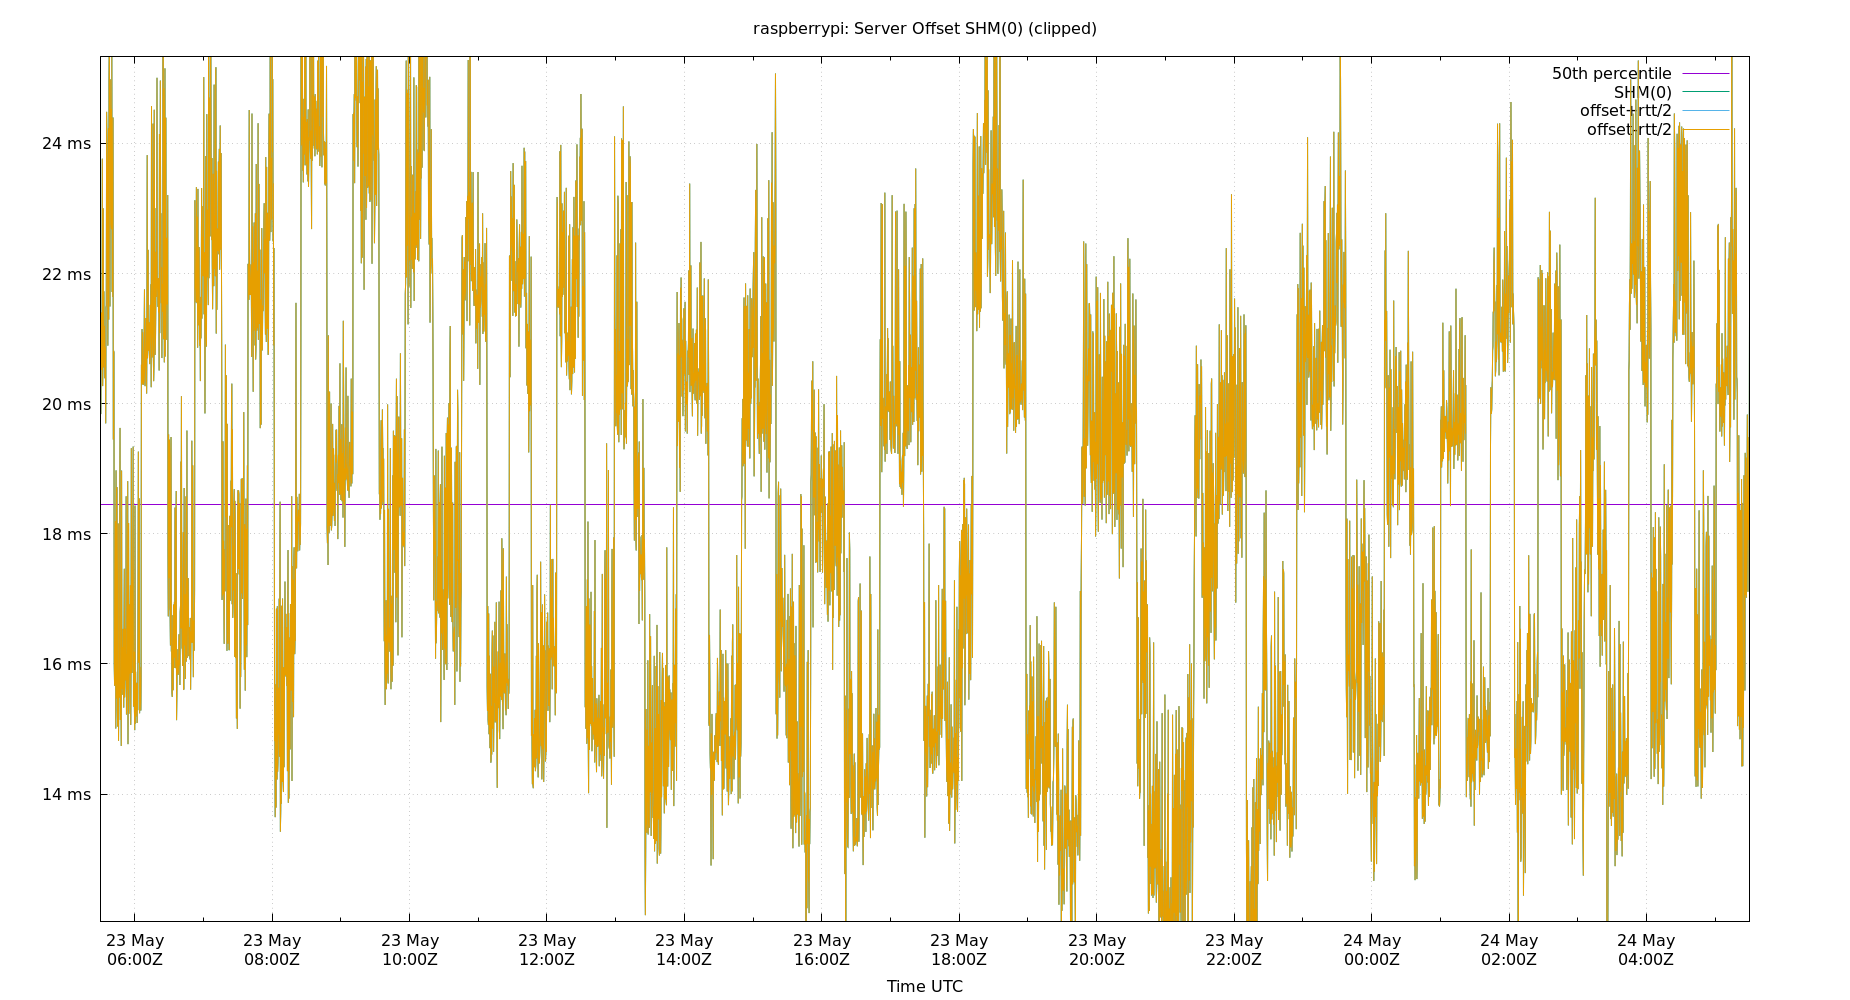 raspberrypi: Server Offset SHM(0) (clipped)
50th percentile
SHM(0)
offset+rtt/2
offset-rtt/2
24 ms
22 ms
20 ms
18 ms
16 ms
14 ms
23 May 06:00Z
23 May 08:00Z
23 May 10:00Z
23 May 12:00Z
23 May 14:00Z
23 May 16:00Z
23 May 18:00Z
23 May 20:00Z
23 May 22:00Z
24 May 00:00Z
24 May 02:00Z
24 May 04:00Z
Time UTC